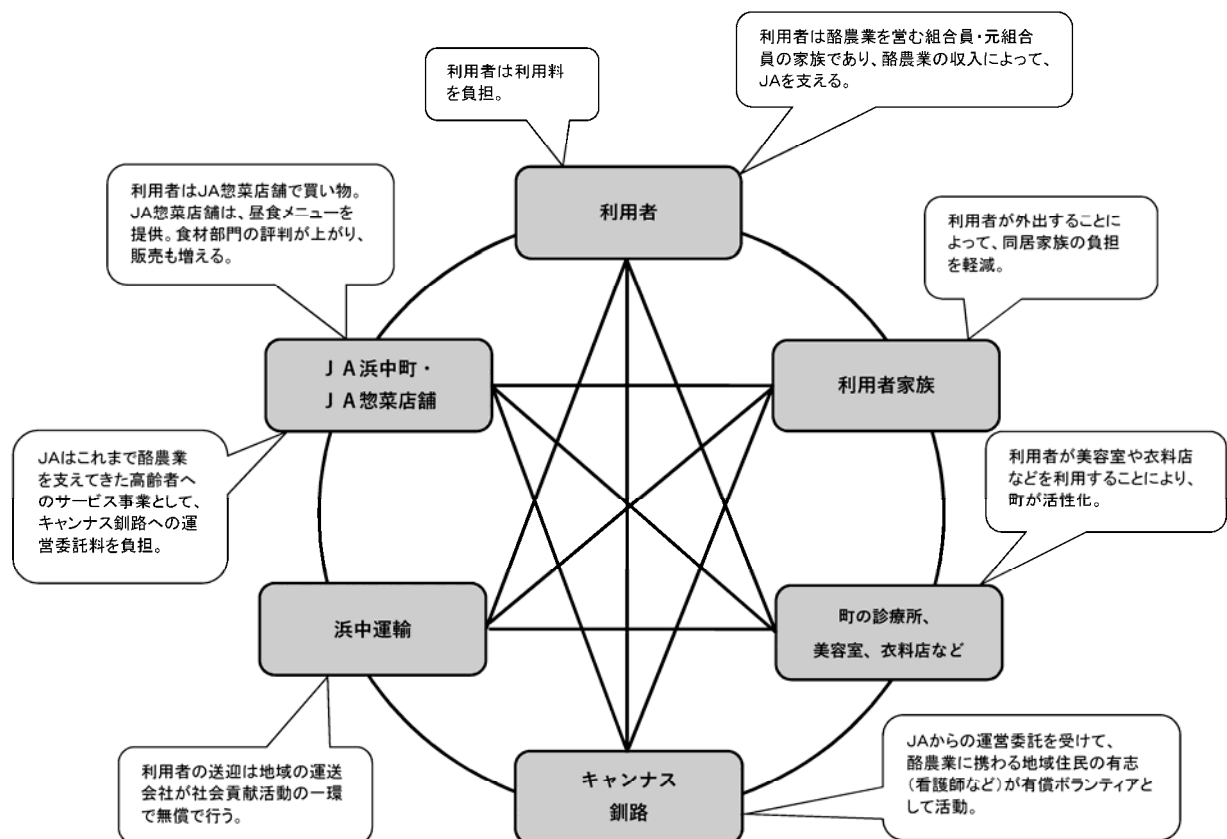 利用者は酪農業を営む組合員・元組合
員の家族であり、酪農業の収入によって、
JAを支える。
利用者は利用料
を負担。
利用者はJA惣菜店舗で買い物。
JA惣菜店舗は、昼食メニューを
提供。食材部門の評判が上がり、
販売も増える。
利用者
利用者が外出することに
よって、同居家族の負担
を軽減。
ＪＡ浜中町・
ＪＡ惣菜店舗
利用者家族
JAはこれまで酪農業
を支えてきた高齢者へ
のサービス事業として、
キャンナス釧路への運
営委託料を負担。
利用者が美容室や衣料店
などを利用することにより、
町が活性化。
浜中運輸
町の診療所、
美容室、衣料店など
利用者の送迎は地域の運送
会社が社会貢献活動の一環
で無償で行う。
キャンナス
釧路
JAからの運営委託を受けて、
酪農業に携わる地域住民の有志
（看護師など）が有償ボランティアと
して活動。